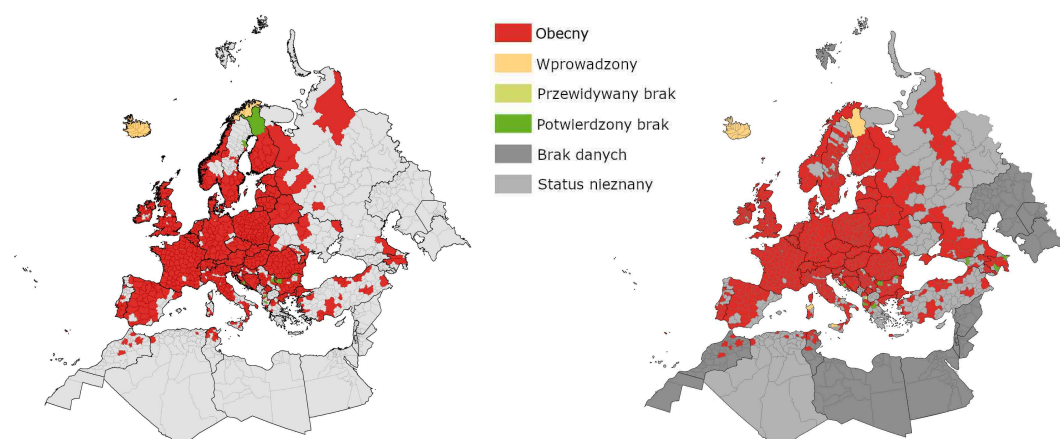 Obecny
Wprowadzony
Przewidywany brak
Potwierdzony brak
Brak danych
Status nieznany